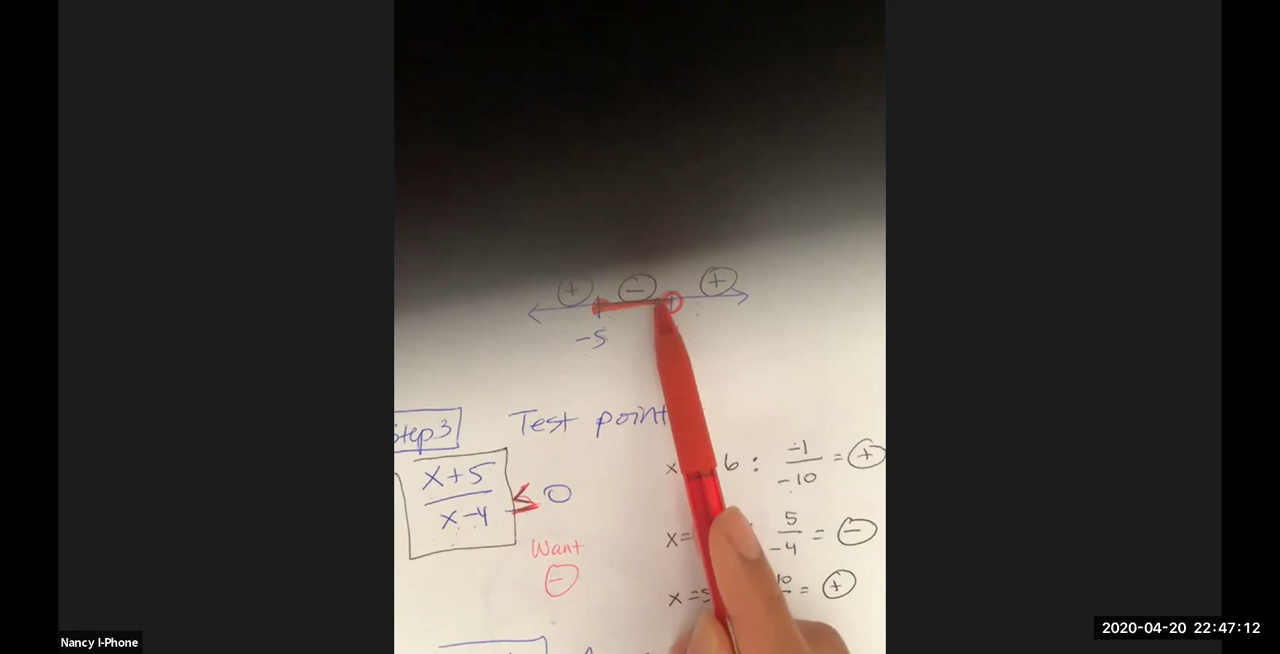 + − +
-5
Step3 Test point
x 6 : -1/-10 = +
x+5/x-4 ≤ 0
x= : 5/-4 = −
Want
−
x=5 10 = +
Nancy I-Phone
2020-04-20 22:47:12